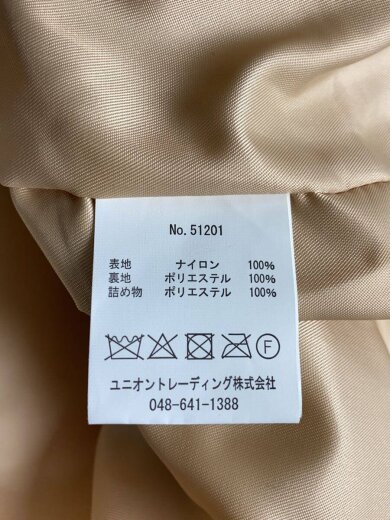 No. 51201
表地 ナイロン 100%
裏地 ポリエステル 100%
詰め物 ポリエステル 100%
F
ユニオントレーディング株式会社
048-641-1388